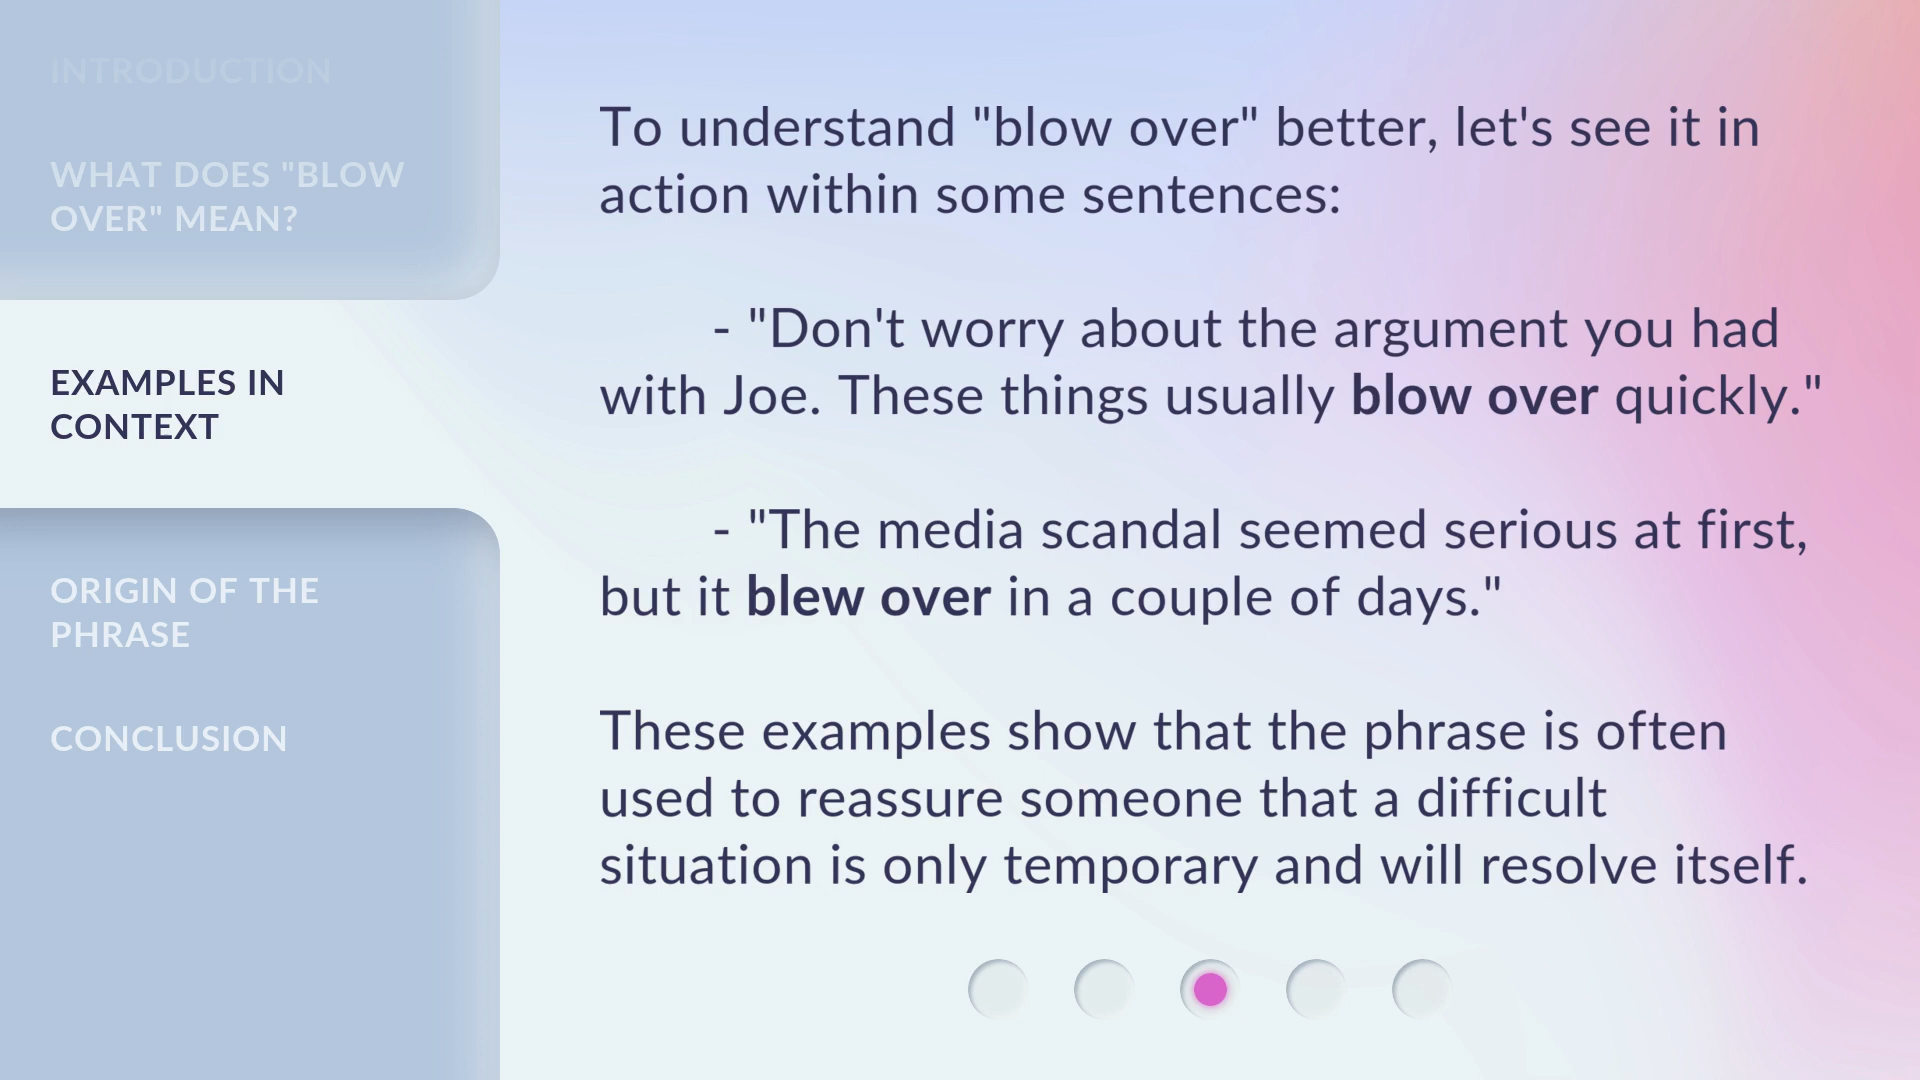 INTRODUCTION
WHAT DOES "BLOW
OVER" MEAN?
EXAMPLES IN
CONTEXT
ORIGIN OF THE
PHRASE
CONCLUSION
To understand "blow over" better, let's see it in
action within some sentences:
- "Don't worry about the argument you had
with Joe. These things usually blow over quickly."
- "The media scandal seemed serious at first,
but it blew over in a couple of days."
These examples show that the phrase is often
used to reassure someone that a difficult
situation is only temporary and will resolve itself.